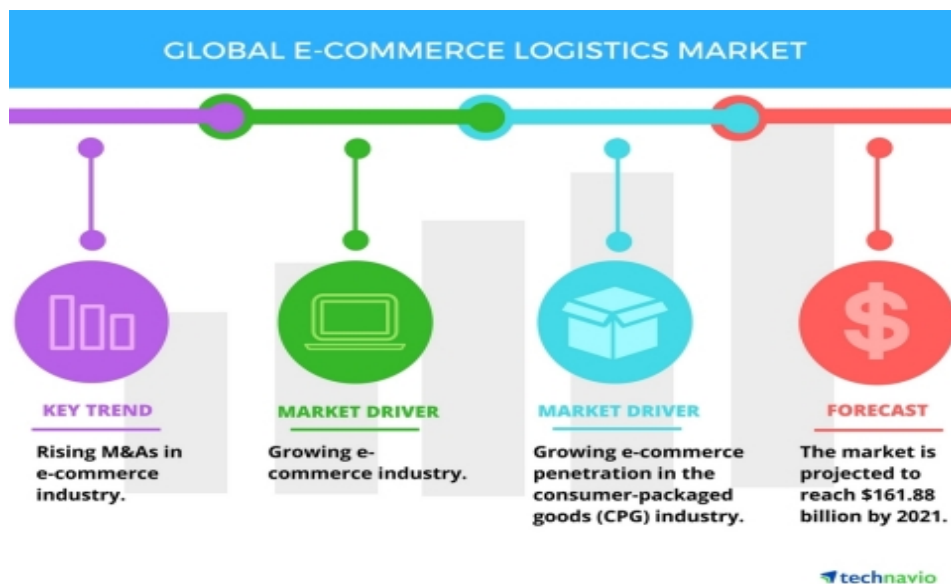 GLOBAL E-COMMERCE LOGISTICS MARKET
KEY TREND
Rising M&As in
e-commerce
industry.
MARKET DRIVER
Growing e-
commerce industry.
MARKET DRIVER
Growing e-commerce
penetration in the
consumer-packaged
goods (CPG) industry.
FORECAST
The market is
projected to
reach $161.88
billion by 2021.
technavio